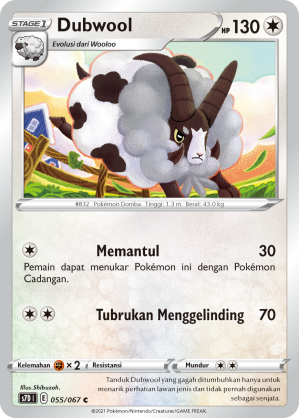 STAGE 1 Dubwool HP 130
Evolusi dari Wooloo
#832 Pokémon Domba Tinggi: 1.3 m Berat: 43.0 kg
Memantul 30
Pemain dapat menukar Pokémon ini dengan Pokémon
Cadangan.
Tubrukan Menggelinding 70
Kelemahan ×2 Resistansi Mundur
Illus. Shibuzoh.
s7D I E 055/067 C
Tanduk Dubwool yang gagah ditumbuhkan hanya untuk
menarik perhatian lawan jenis dan tidak pernah digunakan
sebagai senjata.
©2021 Pokémon/Nintendo/Creatures/GAME FREAK